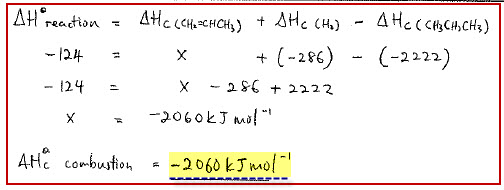 ΔH° reaction = ΔHc (CH₂=CHCH₃) + ΔHc (H₂) - ΔHc (CH₃CH₂CH₃)
-124 = x + (-286) - (-2222)
-124 = x - 286 + 2222
x = -2060 kJ mol⁻¹
ΔHc° combustion = -2060 kJ mol⁻¹